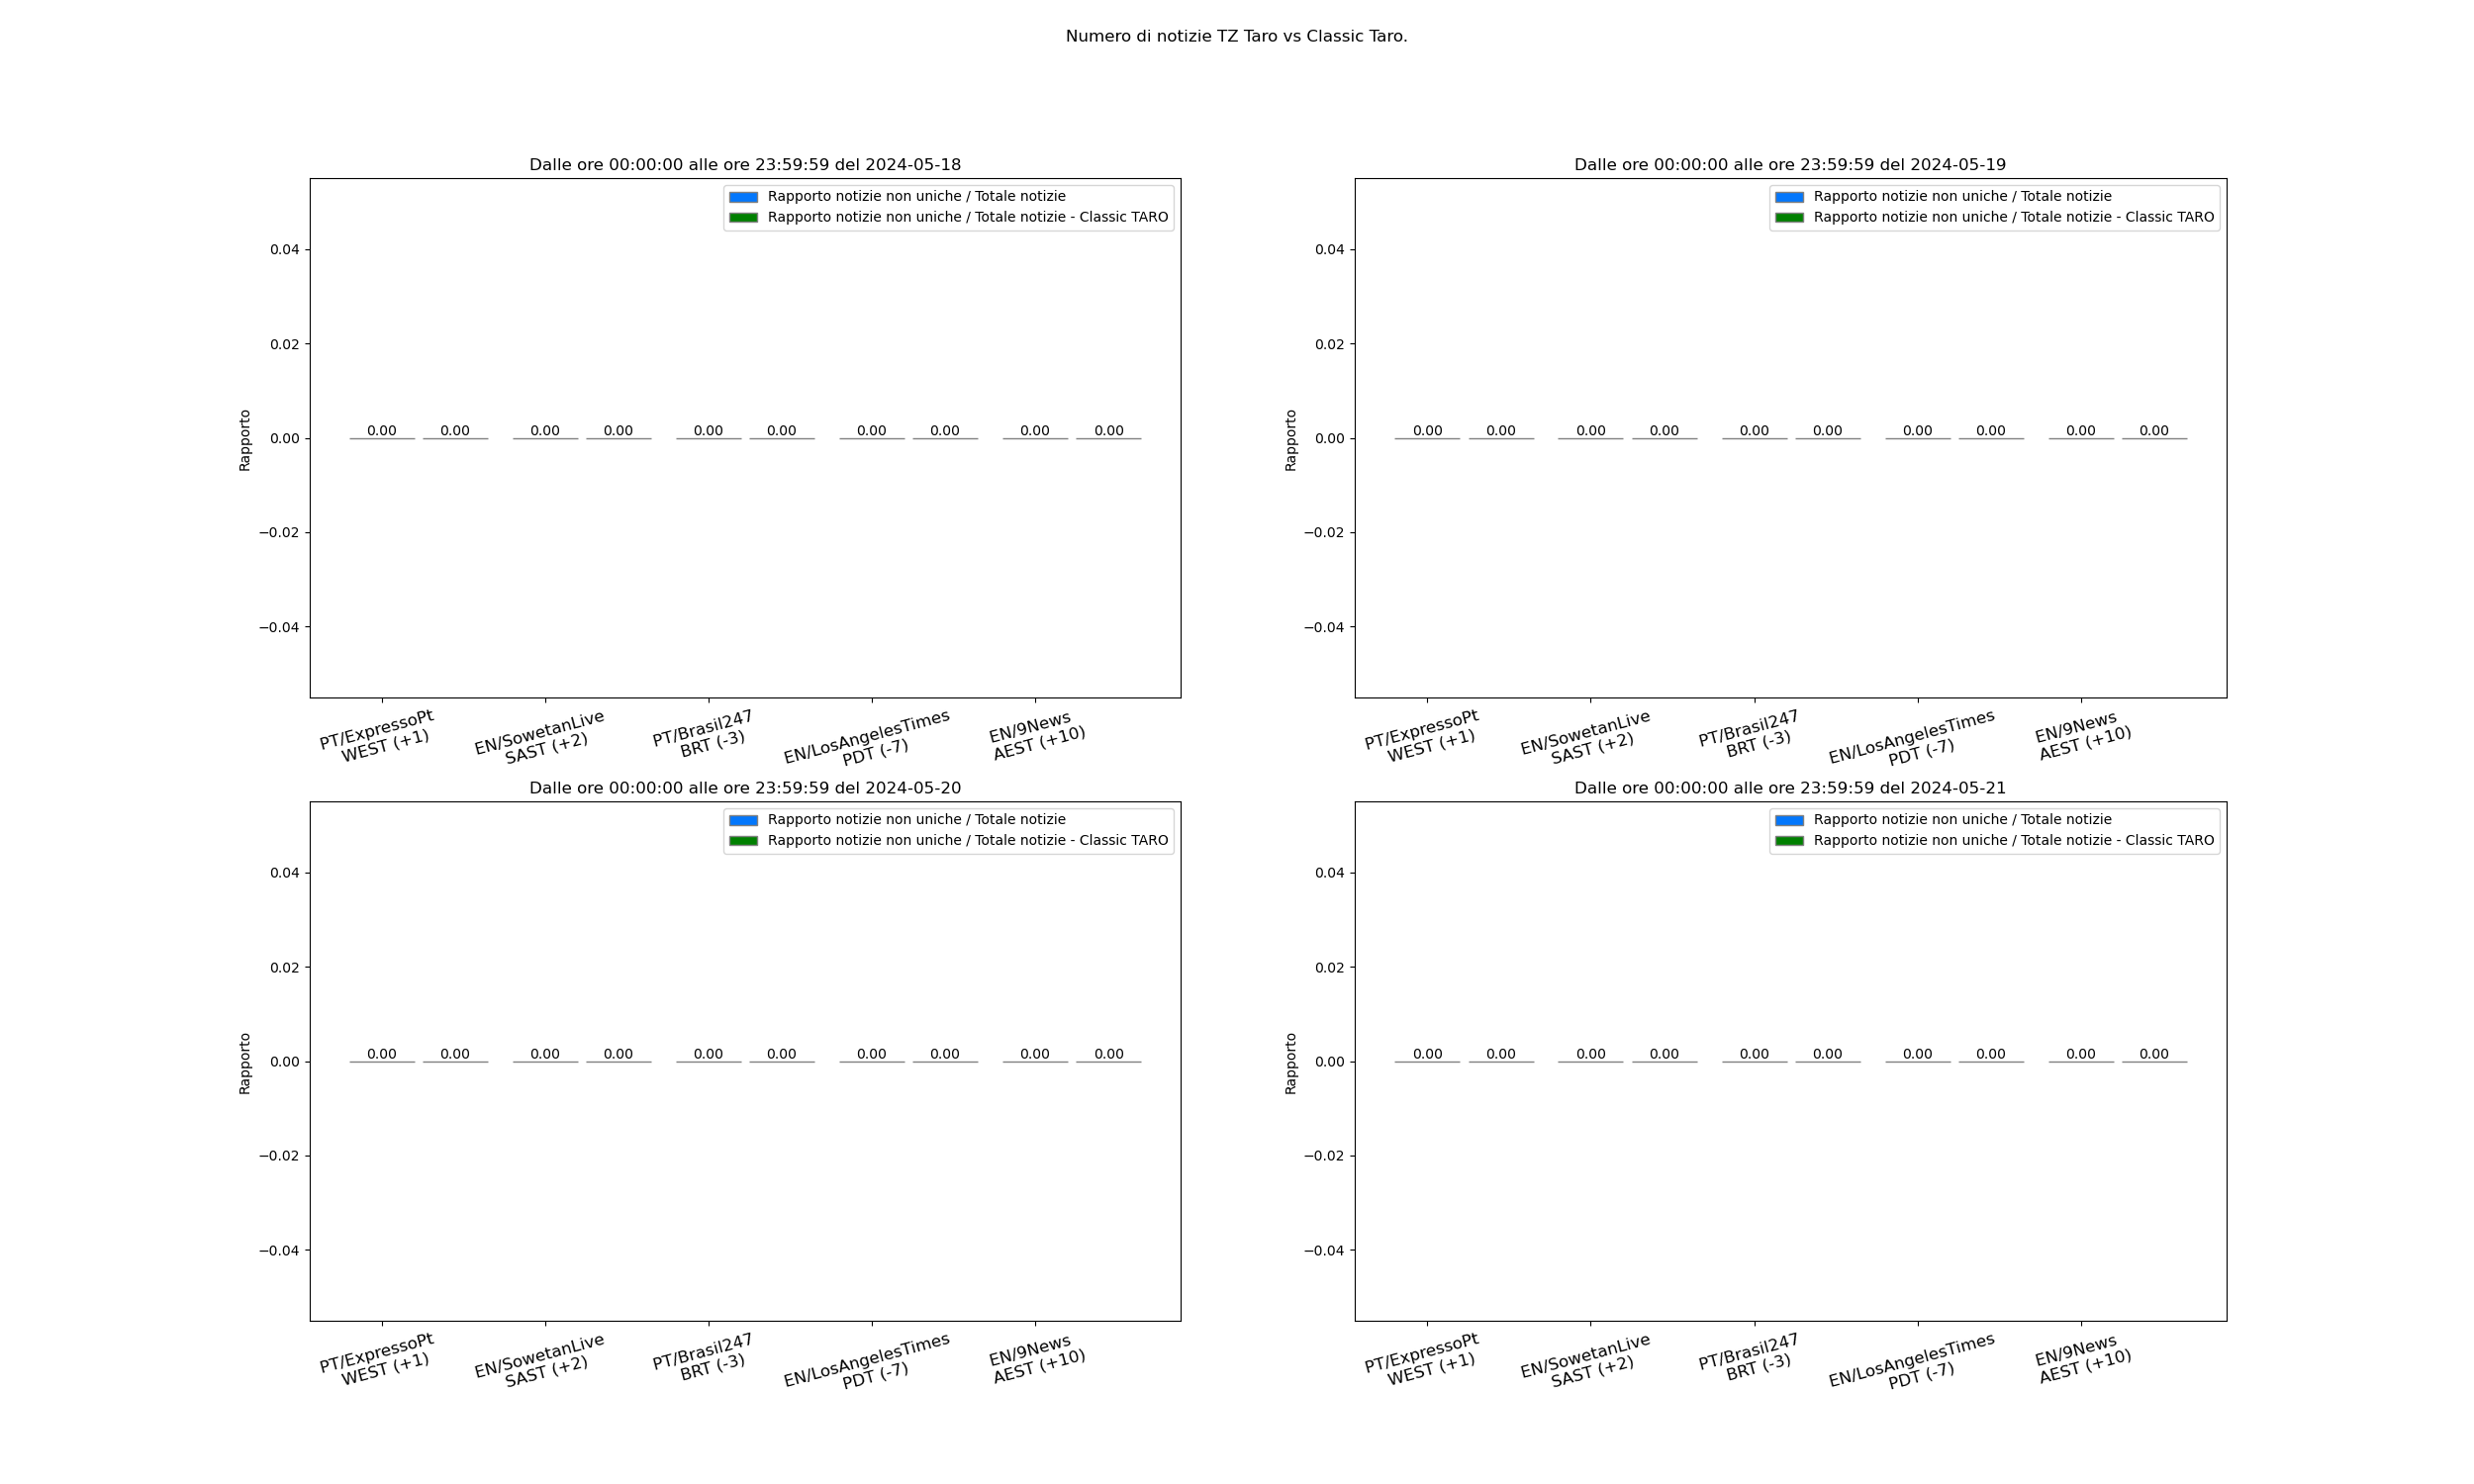 Numero di notizie TZ Taro vs Classic Taro.
Dalle ore 00:00:00 alle ore 23:59:59 del 2024-05-18
Rapporto notizie non uniche / Totale notizie
Rapporto notizie non uniche / Totale notizie - Classic TARO
Rapporto
0.04
0.02
0.00
−0.02
−0.04
0.00 0.00 0.00 0.00 0.00 0.00 0.00 0.00 0.00 0.00
PT/ExpressoPt
WEST (+1)
EN/SowetanLive
SAST (+2)
PT/Brasil247
BRT (-3)
EN/LosAngelesTimes
PDT (-7)
EN/9News
AEST (+10)
Dalle ore 00:00:00 alle ore 23:59:59 del 2024-05-19
Rapporto notizie non uniche / Totale notizie
Rapporto notizie non uniche / Totale notizie - Classic TARO
Rapporto
0.04
0.02
0.00
−0.02
−0.04
0.00 0.00 0.00 0.00 0.00 0.00 0.00 0.00 0.00 0.00
PT/ExpressoPt
WEST (+1)
EN/SowetanLive
SAST (+2)
PT/Brasil247
BRT (-3)
EN/LosAngelesTimes
PDT (-7)
EN/9News
AEST (+10)
Dalle ore 00:00:00 alle ore 23:59:59 del 2024-05-20
Rapporto notizie non uniche / Totale notizie
Rapporto notizie non uniche / Totale notizie - Classic TARO
Rapporto
0.04
0.02
0.00
−0.02
−0.04
0.00 0.00 0.00 0.00 0.00 0.00 0.00 0.00 0.00 0.00
PT/ExpressoPt
WEST (+1)
EN/SowetanLive
SAST (+2)
PT/Brasil247
BRT (-3)
EN/LosAngelesTimes
PDT (-7)
EN/9News
AEST (+10)
Dalle ore 00:00:00 alle ore 23:59:59 del 2024-05-21
Rapporto notizie non uniche / Totale notizie
Rapporto notizie non uniche / Totale notizie - Classic TARO
Rapporto
0.04
0.02
0.00
−0.02
−0.04
0.00 0.00 0.00 0.00 0.00 0.00 0.00 0.00 0.00 0.00
PT/ExpressoPt
WEST (+1)
EN/SowetanLive
SAST (+2)
PT/Brasil247
BRT (-3)
EN/LosAngelesTimes
PDT (-7)
EN/9News
AEST (+10)